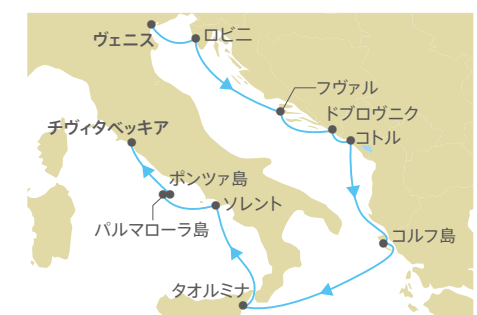 ヴェニス
ロビニ
フヴァル
ドブロヴニク
コトル
チヴィタベッキア
ポンツァ島
ソレント
パルマローラ島
コルフ島
タオルミナ